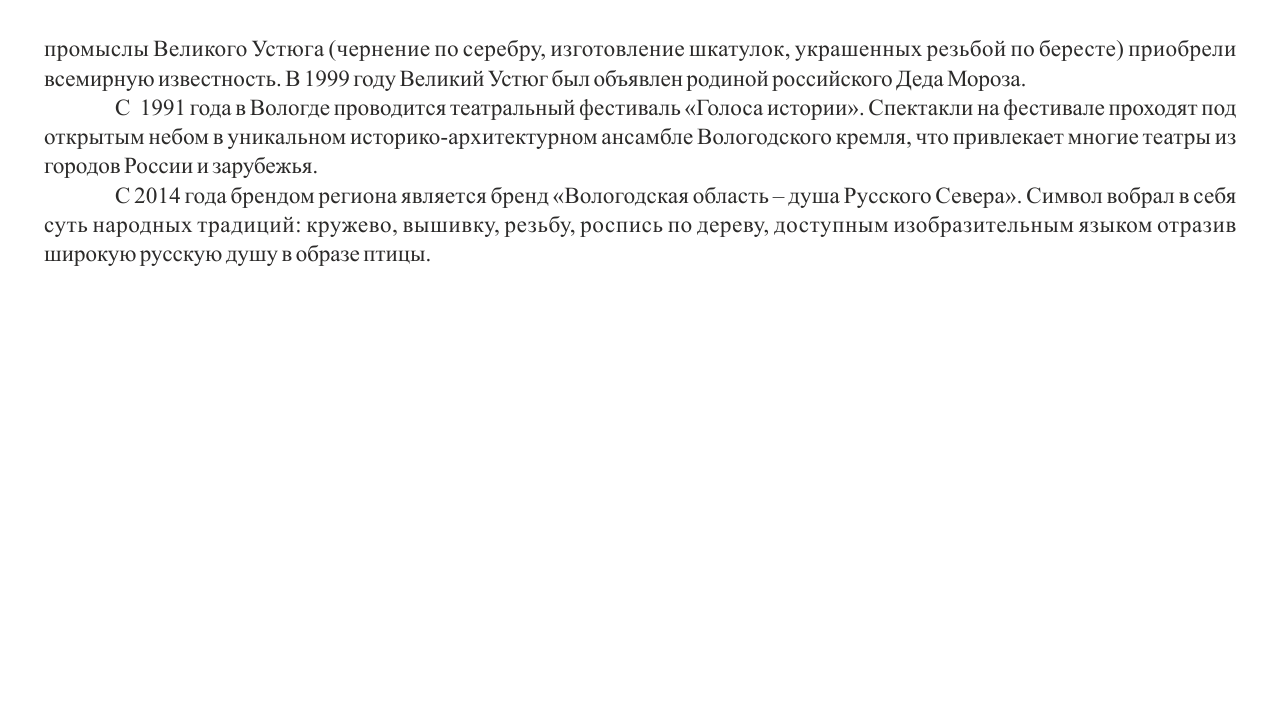 промыслы Великого Устюга (чернение по серебру, изготовление шкатулок, украшенных резьбой по бересте) приобрели
всемирную известность. В 1999 году Великий Устюг был объявлен родиной российского Деда Мороза.
С 1991 года в Вологде проводится театральный фестиваль «Голоса истории». Спектакли на фестивале проходят под
открытым небом в уникальном историко-архитектурном ансамбле Вологодского кремля, что привлекает многие театры из
городов России и зарубежья.
С 2014 года брендом региона является бренд «Вологодская область – душа Русского Севера». Символ вобрал в себя
суть народных традиций: кружево, вышивку, резьбу, роспись по дереву, доступным изобразительным языком отразив
широкую русскую душу в образе птицы.